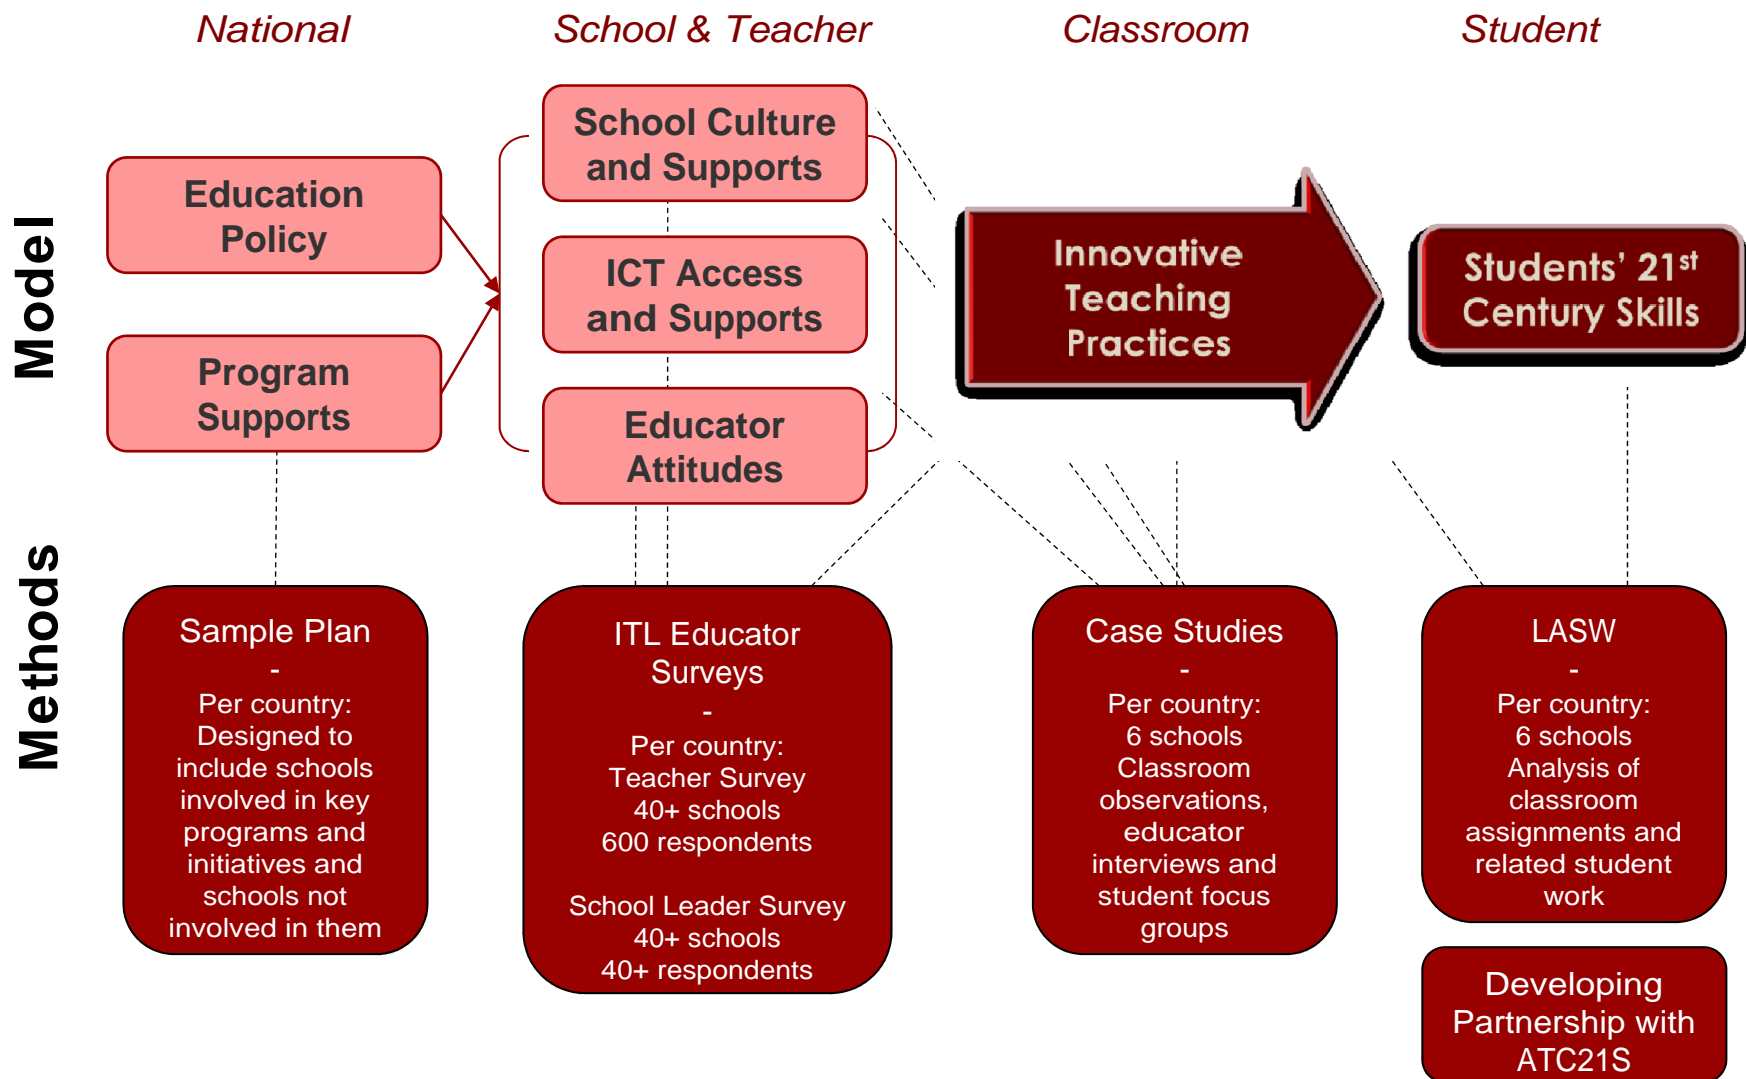 National
School & Teacher
Classroom
Student
Model
Education
Policy
Program
Supports
School Culture
and Supports
ICT Access
and Supports
Educator
Attitudes
Innovative
Teaching
Practices
Students’ 21st
Century Skills
Methods
Sample Plan
-
Per country:
Designed to
include schools
involved in key
programs and
initiatives and
schools not
involved in them
ITL Educator
Surveys
-
Per country:
Teacher Survey
40+ schools
600 respondents
School Leader Survey
40+ schools
40+ respondents
Case Studies
-
Per country:
6 schools
Classroom
observations,
educator
interviews and
student focus
groups
LASW
-
Per country:
6 schools
Analysis of
classroom
assignments and
related student
work
Developing
Partnership with
ATC21S